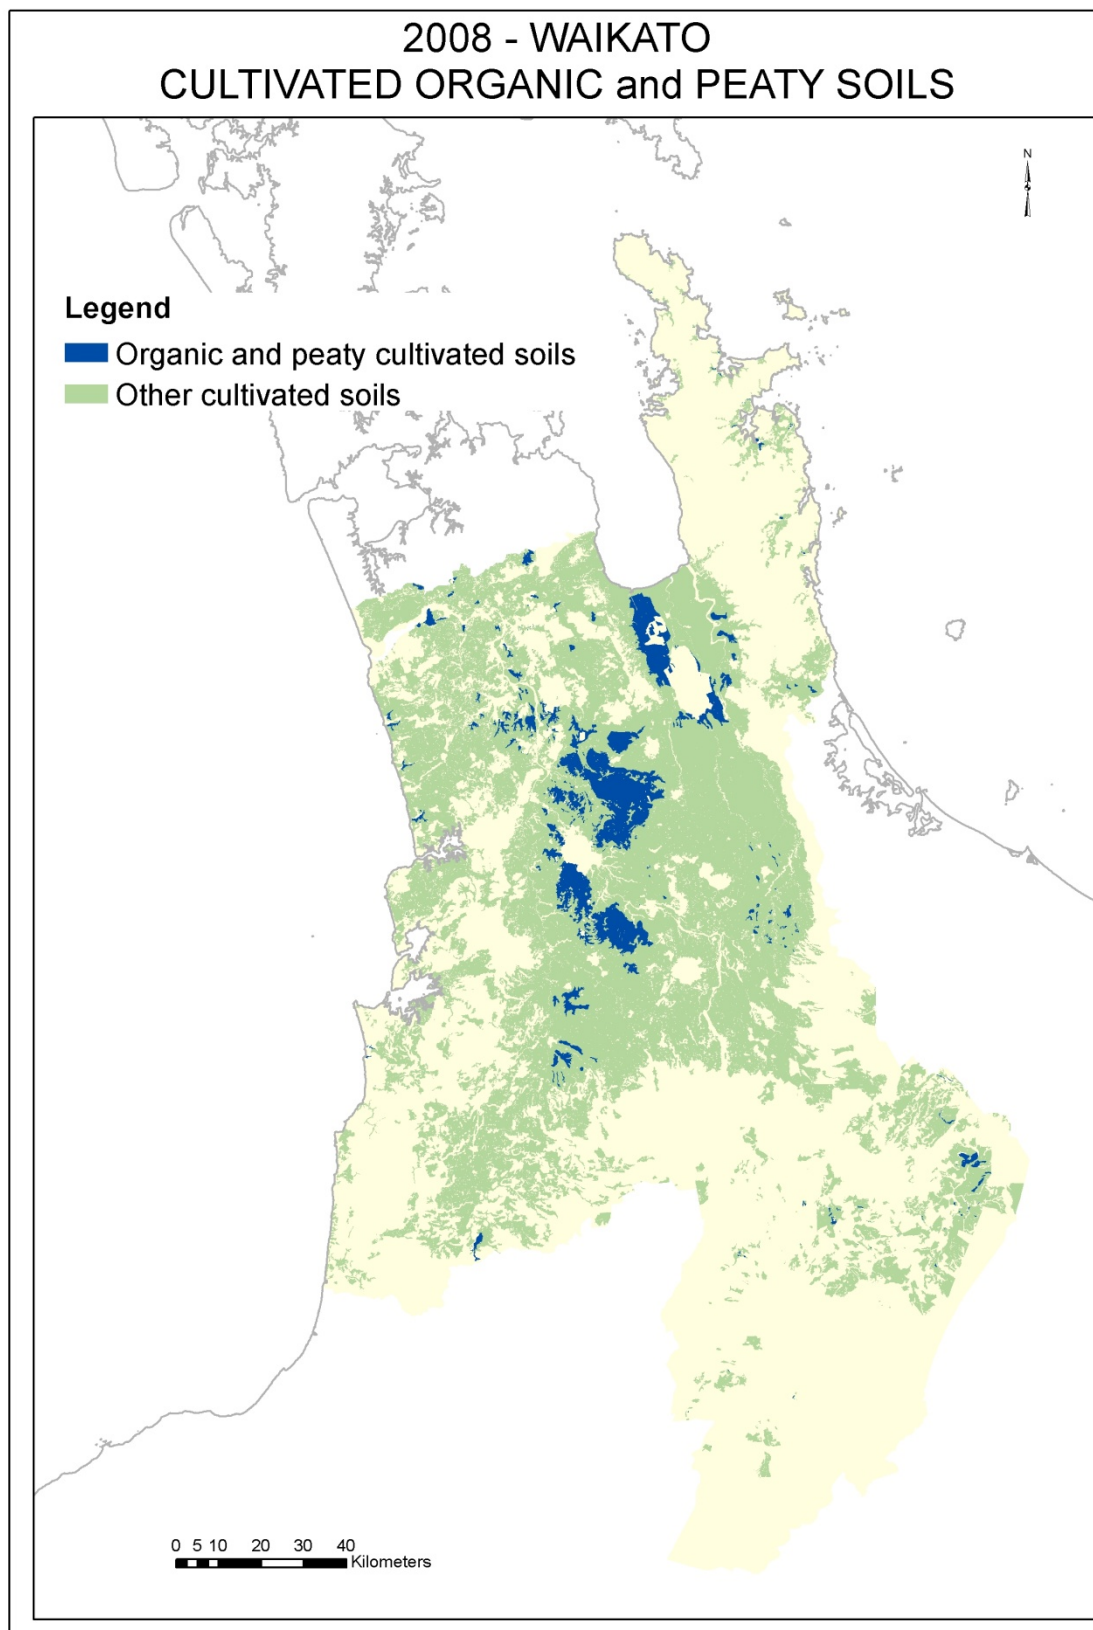 2008 - WAIKATO
CULTIVATED ORGANIC and PEATY SOILS
N
Legend
Organic and peaty cultivated soils
Other cultivated soils
0 5 10 20 30 40
Kilometers